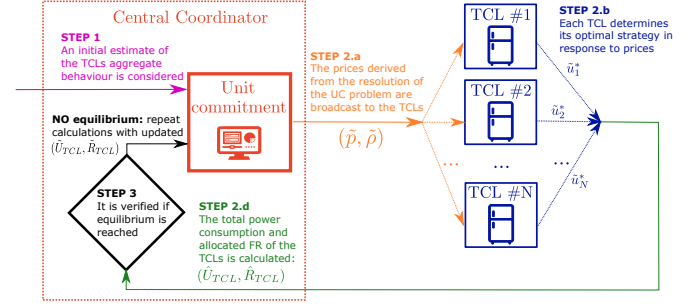 Central Coordinator
STEP 1
An initial estimate of
the TCLs aggregate
behaviour is considered
Unit
commitment
NO equilibrium: repeat
calculations with updated
(Ũ_TCL, R̃_TCL)
STEP 3
It is verified if
equilibrium is
reached
STEP 2.d
The total power
consumption and
allocated FR of the
TCLs is calculated:
(Û_TCL, R̂_TCL)
STEP 2.a
The prices derived
from the resolution of
the UC problem are
broadcast to the TCLs
(p̃, ρ̃)
...
TCL #1
TCL #2
...
TCL #N
STEP 2.b
Each TCL determines
its optimal strategy in
response to prices
ũ₁*
ũ₂*
...
ũ_N*